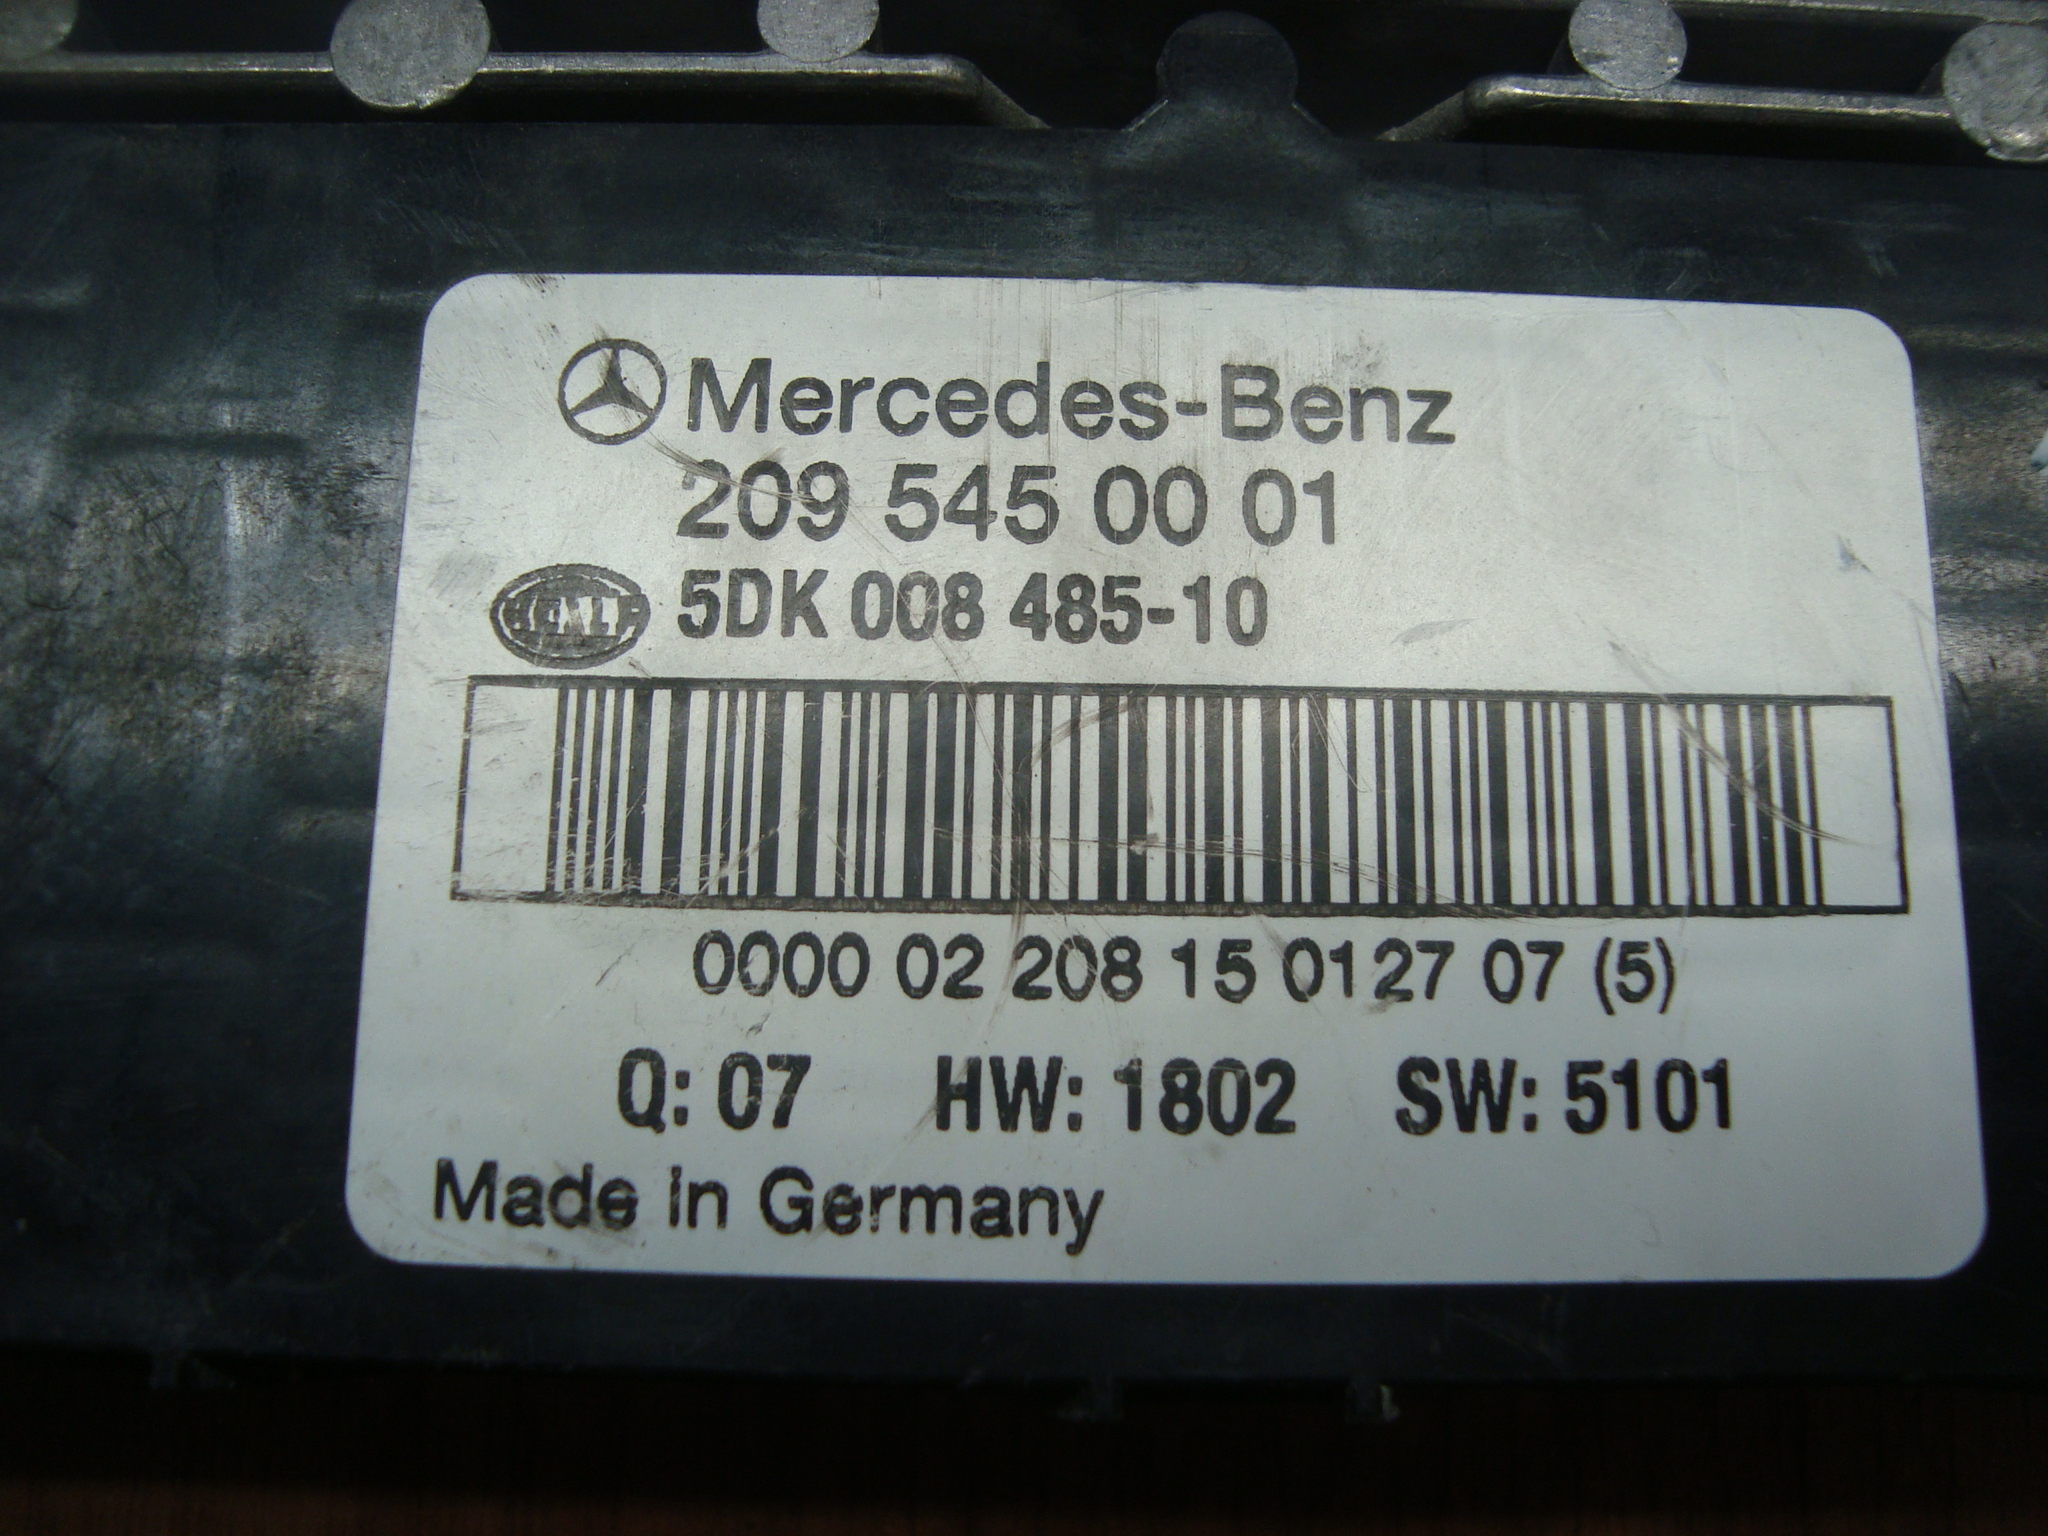 Mercedes-Benz
209 545 00 01
HELLA 5DK 008 485-10
0000 02 208 15 0127 07 (5)
Q: 07 HW: 1802 SW: 5101
Made in Germany